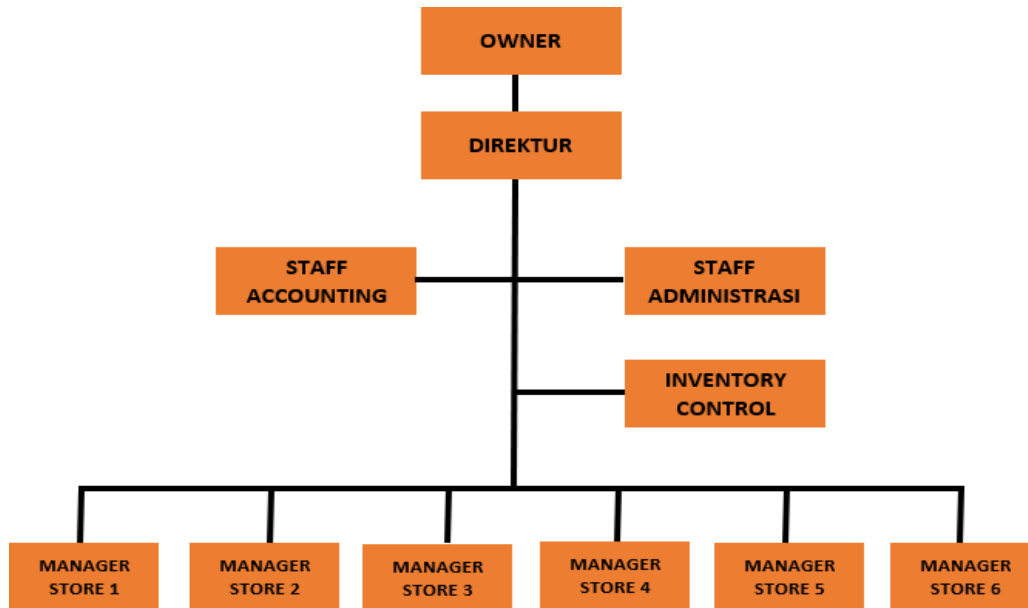 OWNER
DIREKTUR
STAFF
ACCOUNTING
STAFF
ADMINISTRASI
INVENTORY
CONTROL
MANAGER
STORE 1
MANAGER
STORE 2
MANAGER
STORE 3
MANAGER
STORE 4
MANAGER
STORE 5
MANAGER
STORE 6